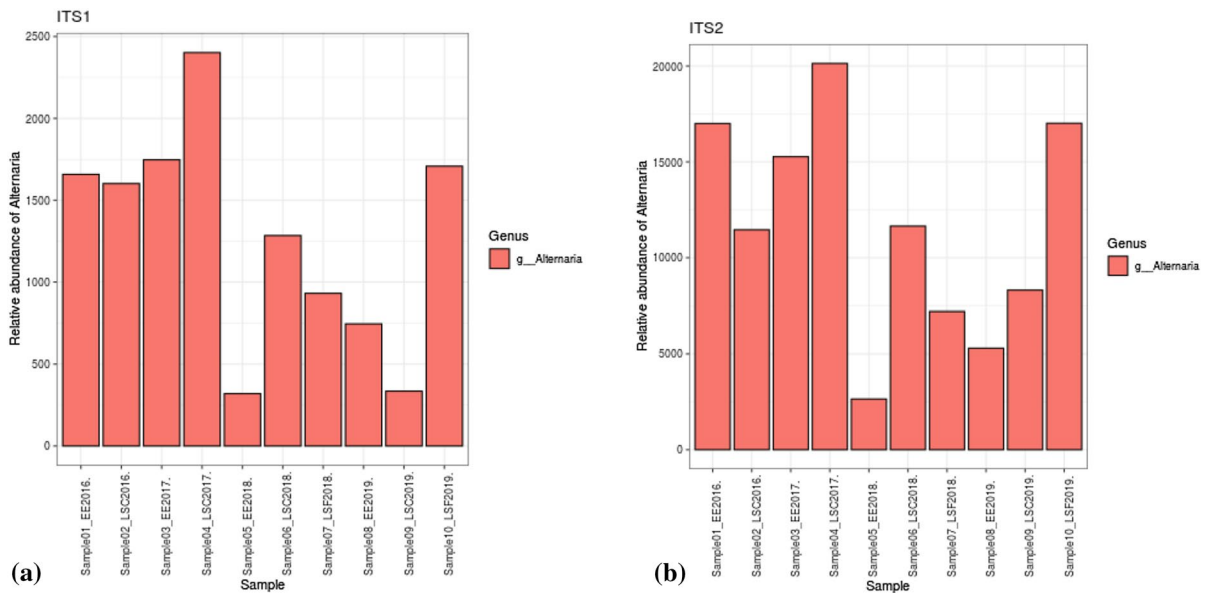 ITS1
2500
2000
1500
1000
500
0
Relative abundance of Alternaria
Sample01_EE2016.
Sample02_LSC2016.
Sample03_EE2017.
Sample04_LSC2017.
Sample05_EE2018.
Sample06_LSC2018.
Sample07_LSF2018.
Sample08_EE2019.
Sample09_LSC2019.
Sample10_LSF2019.
Sample
Genus
g__Alternaria
(a)
ITS2
20000
15000
10000
5000
0
Relative abundance of Alternaria
Sample01_EE2016.
Sample02_LSC2016.
Sample03_EE2017.
Sample04_LSC2017.
Sample05_EE2018.
Sample06_LSC2018.
Sample07_LSF2018.
Sample08_EE2019.
Sample09_LSC2019.
Sample10_LSF2019.
Sample
Genus
g__Alternaria
(b)